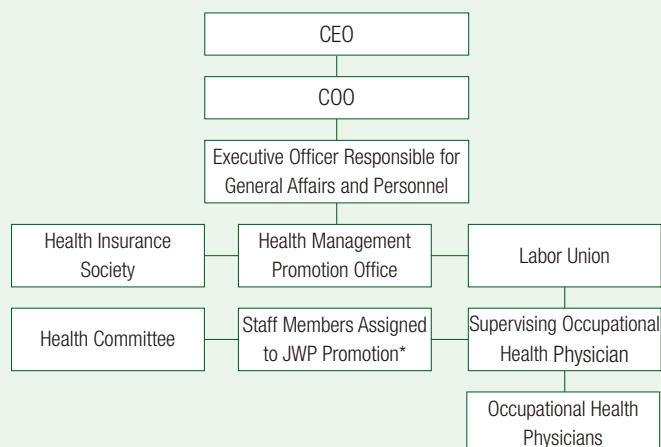 CEO
COO
Executive Officer Responsible for
General Affairs and Personnel
Health Insurance
Society
Health Management
Promotion Office
Labor Union
Health Committee
Staff Members Assigned
to JWP Promotion*
Supervising Occupational
Health Physician
Occupational Health
Physicians